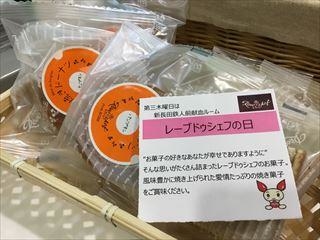 第三木曜日は
新長田鉄人前献血ルーム
レーブドゥシェフの日
"お菓子の好きなあなたが幸せでありますように"
そんな思いがたくさん詰まったレーブドゥシェフのお菓子。
風味豊かに焼き上げられた愛情たっぷりの焼き菓子
をご賞味ください。